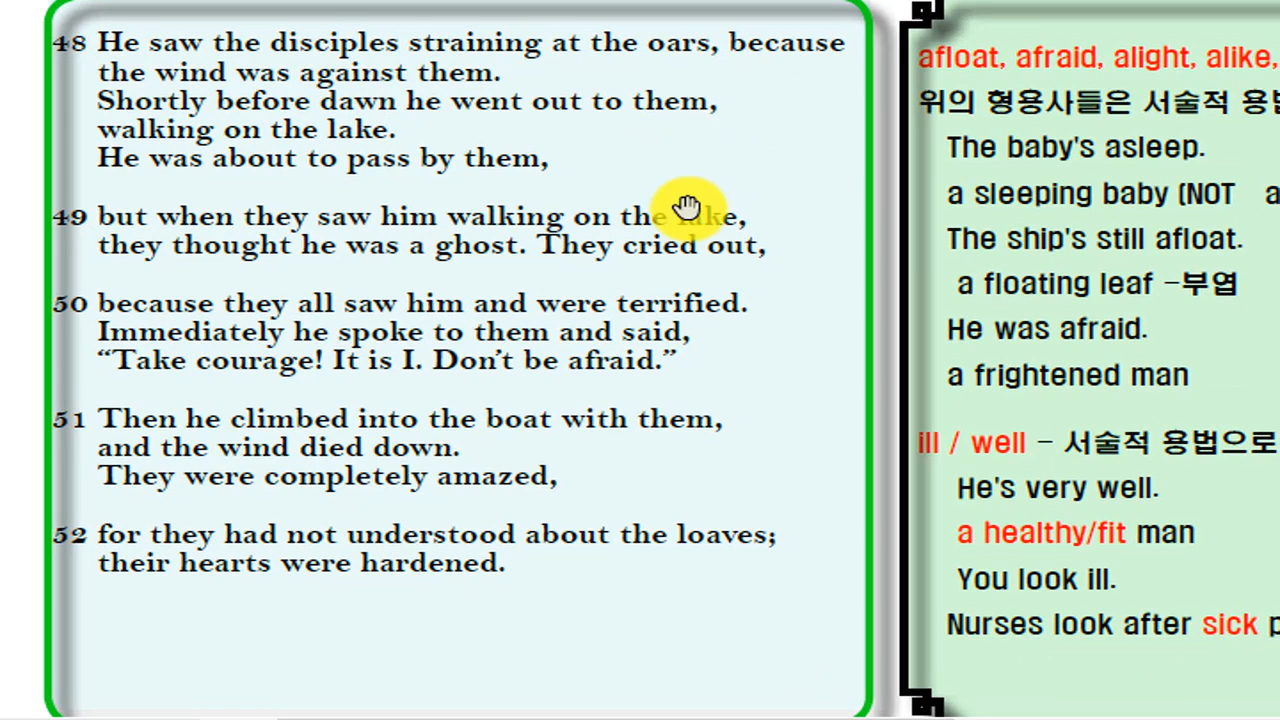 48 He saw the disciples straining at the oars, because
the wind was against them.
Shortly before dawn he went out to them,
walking on the lake.
He was about to pass by them,
49 but when they saw him walking on the lake,
they thought he was a ghost. They cried out,
50 because they all saw him and were terrified.
Immediately he spoke to them and said,
“Take courage! It is I. Don’t be afraid.”
51 Then he climbed into the boat with them,
and the wind died down.
They were completely amazed,
52 for they had not understood about the loaves;
their hearts were hardened.
afloat, afraid, alight, alike,
위의 형용사들은 서술적
The baby's asleep.
a sleeping baby (NOT a
The ship's still afloat.
a floating leaf -부엽
He was afraid.
a frightened man
ill / well - 서술적 용법으로
He's very well.
a healthy/fit man
You look ill.
Nurses look after sick